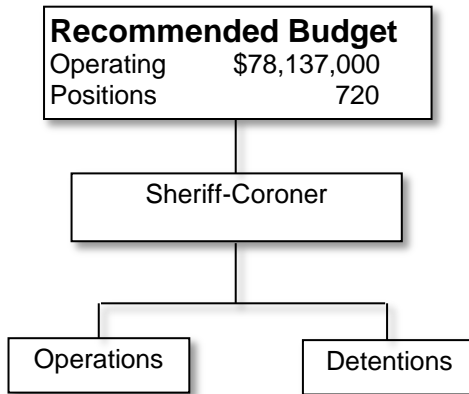 Recommended Budget
Operating $78,137,000
Positions 720
Sheriff-Coroner
Operations
Detentions